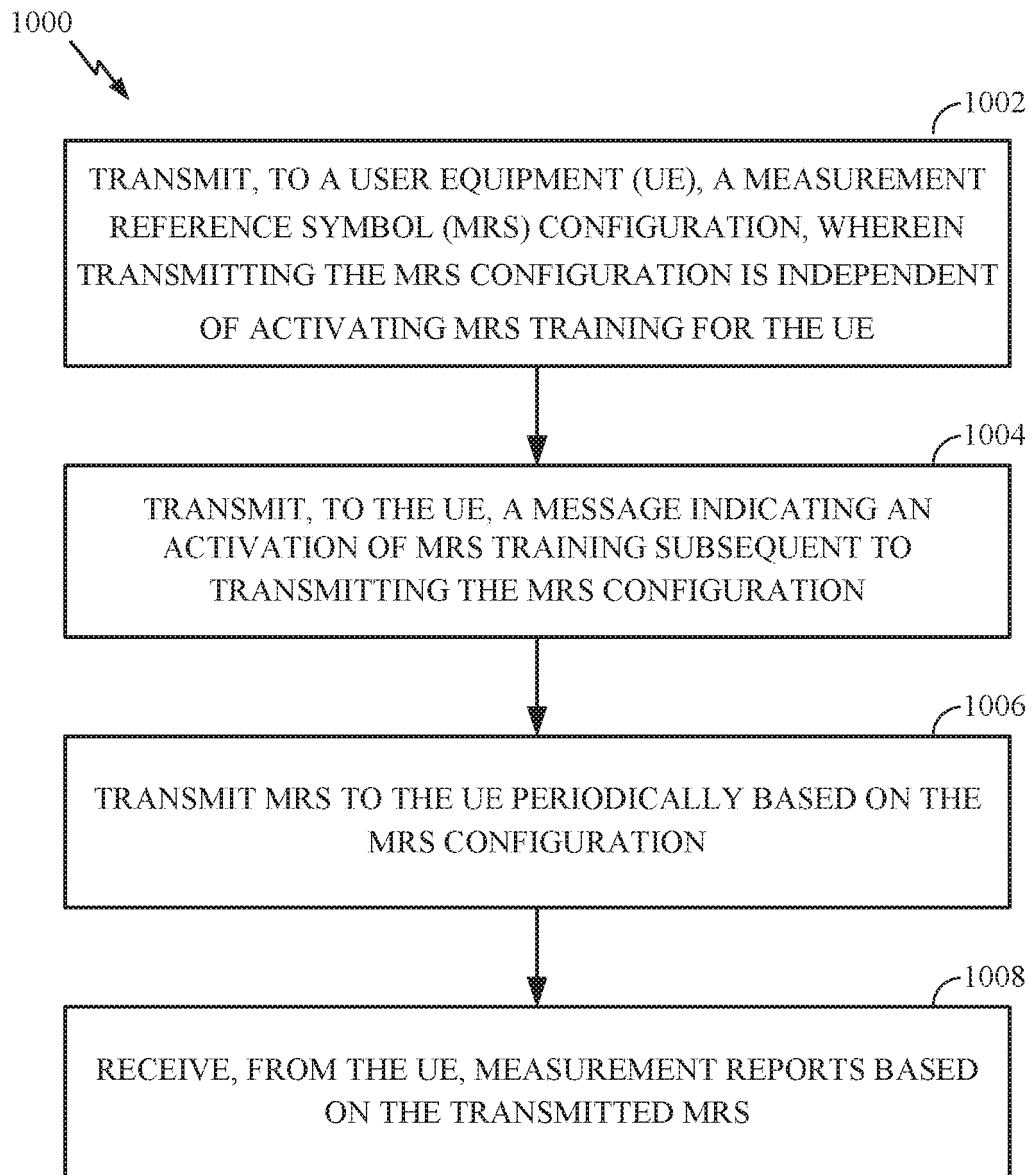 1000
1002
TRANSMIT, TO A USER EQUIPMENT (UE), A MEASUREMENT
REFERENCE SYMBOL (MRS) CONFIGURATION, WHEREIN
TRANSMITTING THE MRS CONFIGURATION IS INDEPENDENT
OF ACTIVATING MRS TRAINING FOR THE UE
1004
TRANSMIT, TO THE UE, A MESSAGE INDICATING AN
ACTIVATION OF MRS TRAINING SUBSEQUENT TO
TRANSMITTING THE MRS CONFIGURATION
1006
TRANSMIT MRS TO THE UE PERIODICALLY BASED ON THE
MRS CONFIGURATION
1008
RECEIVE, FROM THE UE, MEASUREMENT REPORTS BASED
ON THE TRANSMITTED MRS